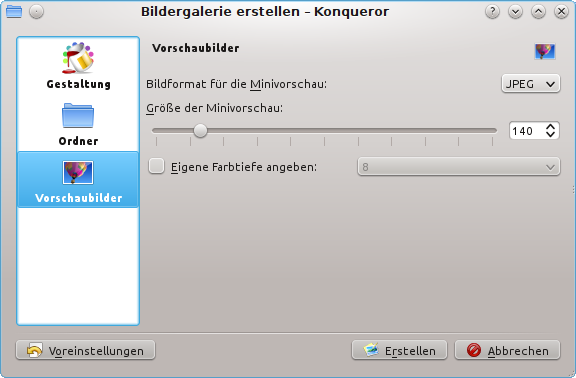 Bildergalerie erstellen – Konqueror
Gestaltung
Ordner
Vorschaubilder
Vorschaubilder
Bildformat für die Minivorschau:
JPEG
Größe der Minivorschau:
140
Eigene Farbtiefe angeben:
8
Voreinstellungen
Erstellen
Abbrechen